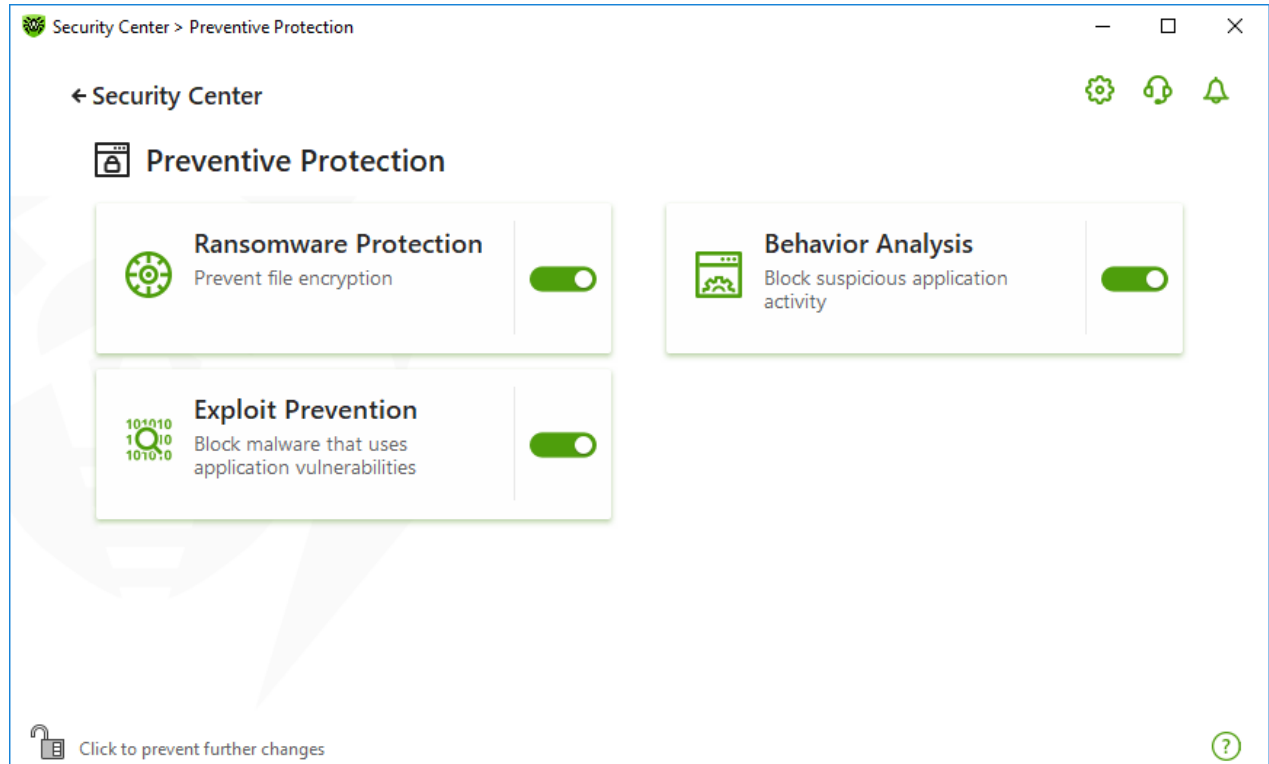 Security Center > Preventive Protection
Security Center
Preventive Protection
Ransomware Protection
Prevent file encryption
Behavior Analysis
Block suspicious application
activity
Exploit Prevention
Block malware that uses
application vulnerabilities
Click to prevent further changes
?